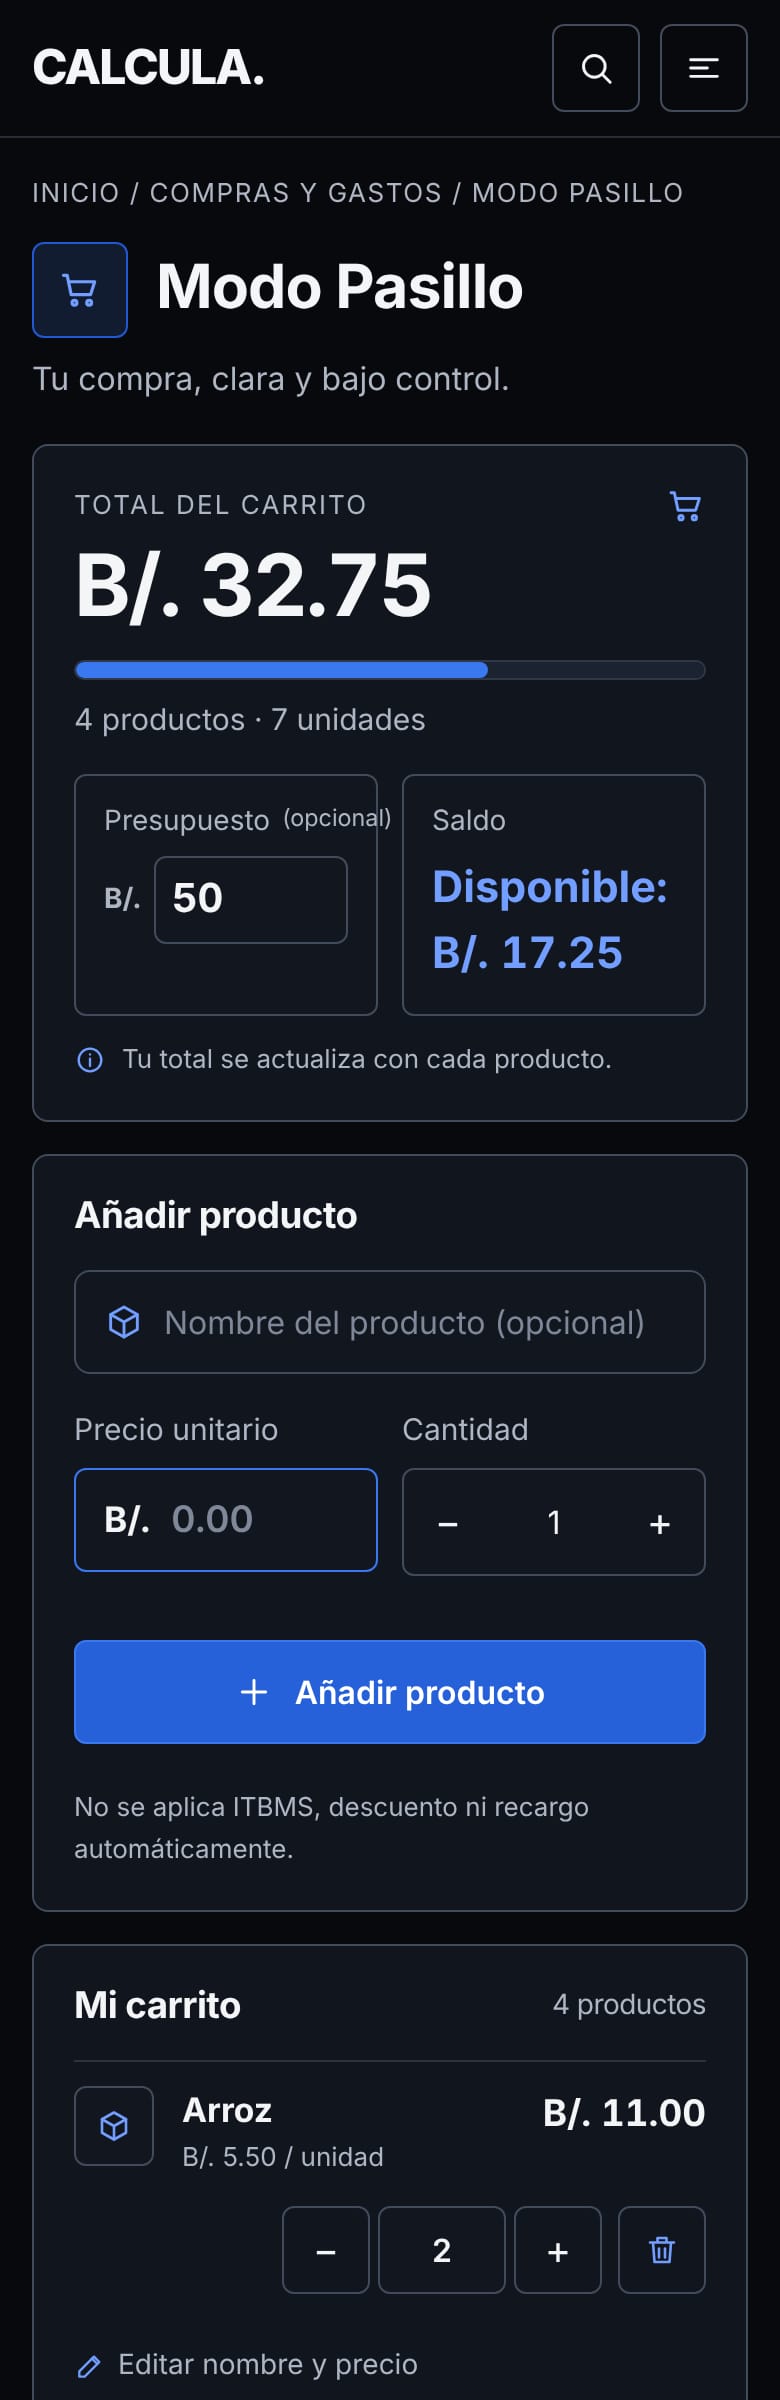 CALCULA.
INICIO / COMPRAS Y GASTOS / MODO PASILLO
Modo Pasillo
Tu compra, clara y bajo control.
TOTAL DEL CARRITO
B/. 32.75
4 productos · 7 unidades
Presupuesto (opcional)
B/. 50
Saldo
Disponible:
B/. 17.25
Tu total se actualiza con cada producto.
Añadir producto
Nombre del producto (opcional)
Precio unitario
B/. 0.00
Cantidad
− 1 +
+ Añadir producto
No se aplica ITBMS, descuento ni recargo
automáticamente.
Mi carrito
4 productos
Arroz
B/. 11.00
B/. 5.50 / unidad
− 2 +
Editar nombre y precio